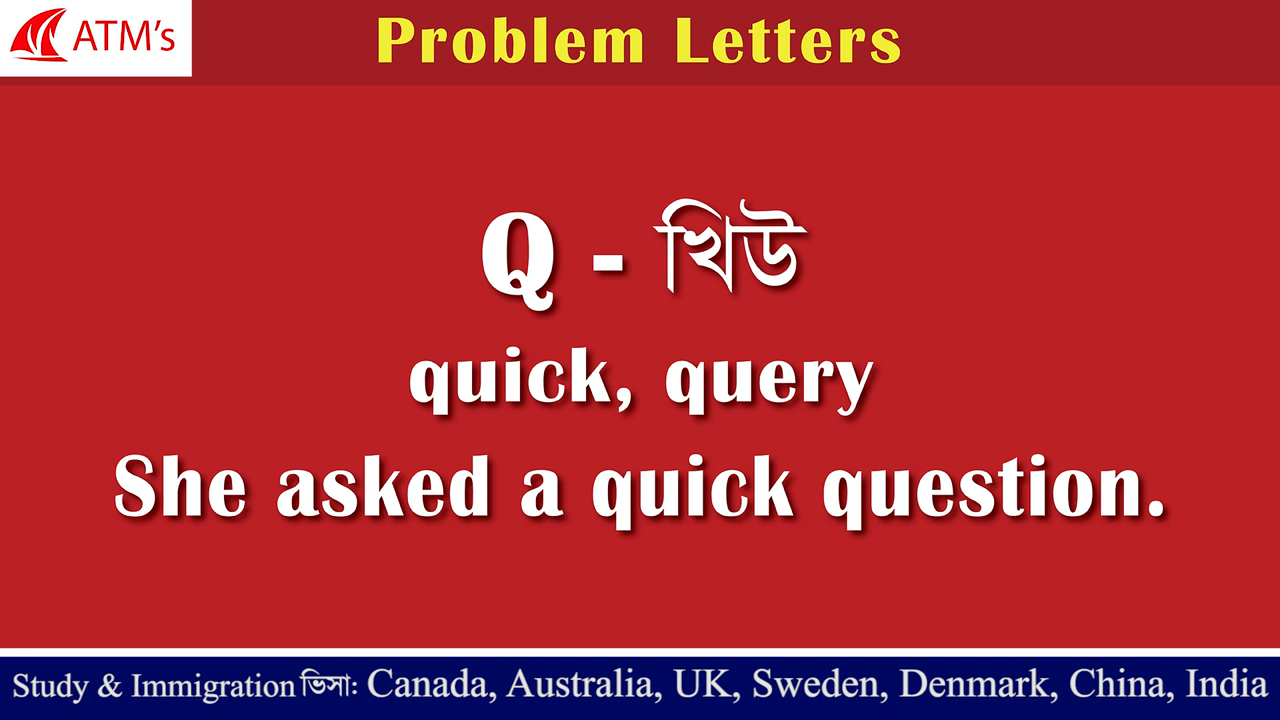 ATM's
Problem Letters
Q - খিউ
quick, query
She asked a quick question.
Study & Immigration ভিসা: Canada, Australia, UK, Sweden, Denmark, China, India